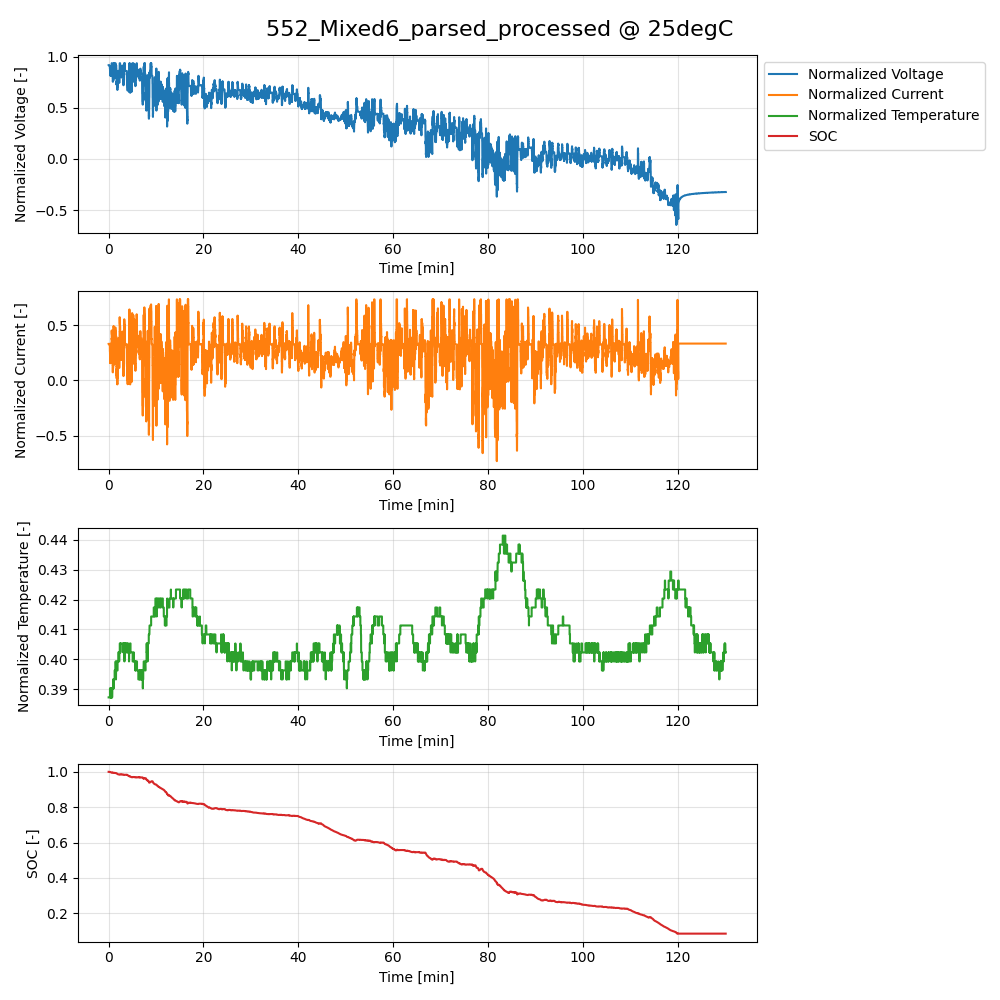 552_Mixed6_parsed_processed @ 25degC
Normalized Voltage [-]
1.0
0.5
0.0
−0.5
0 20 40 60 80 100 120
Time [min]
Normalized Voltage
Normalized Current
Normalized Temperature
SOC
Normalized Current [-]
0.5
0.0
−0.5
0 20 40 60 80 100 120
Time [min]
Normalized Temperature [-]
0.44
0.43
0.42
0.41
0.40
0.39
0 20 40 60 80 100 120
Time [min]
SOC [-]
1.0
0.8
0.6
0.4
0.2
0 20 40 60 80 100 120
Time [min]